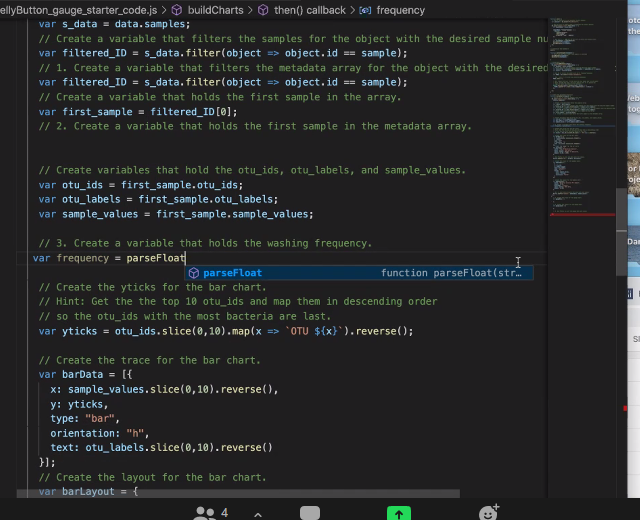 ellyButton_gauge_starter_code.js > buildCharts > then() callback > frequency
var s_data = data.samples;
// Create a variable that filters the samples for the object with the desired sample nu
var filtered_ID = s_data.filter(object => object.id == sample);
// 1. Create a variable that filters the metadata array for the object with the desired
var filtered_ID = s_data.filter(object => object.id == sample);
// Create a variable that holds the first sample in the array.
var first_sample = filtered_ID[0];
// 2. Create a variable that holds the first sample in the metadata array.
// Create variables that hold the otu_ids, otu_labels, and sample_values.
var otu_ids = first_sample.otu_ids;
var otu_labels = first_sample.otu_labels;
var sample_values = first_sample.sample_values;
// 3. Create a variable that holds the washing frequency.
var frequency = parseFloat
parseFloat function parseFloat(str…
// Create the yticks for the bar chart.
// Hint: Get the the top 10 otu_ids and map them in descending order
// so the otu_ids with the most bacteria are last.
var yticks = otu_ids.slice(0,10).map(x => `OTU ${x}`).reverse();
// Create the trace for the bar chart.
var barData = [{
x: sample_values.slice(0,10).reverse(),
y: yticks,
type: "bar",
orientation: "h",
text: otu_labels.slice(0,10).reverse()
}];
// Create the layout for the bar chart.
var barLayout = {
4